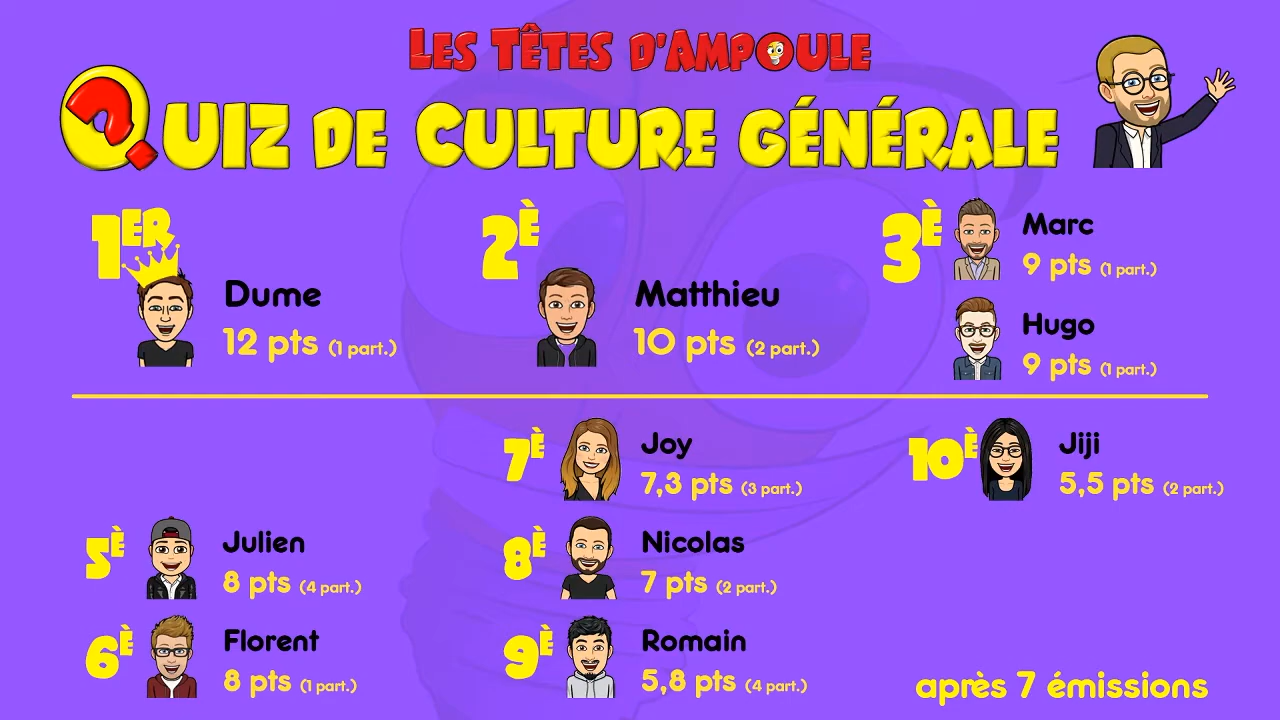 LES TÊTES D'AMPOULE
QUIZ DE CULTURE GÉNÉRALE
1ER
Dume
12 pts (1 part.)
2È
Matthieu
10 pts (2 part.)
3È
Marc
9 pts (1 part.)
Hugo
9 pts (1 part.)
5È
Julien
8 pts (4 part.)
6È
Florent
8 pts (1 part.)
7È
Joy
7,3 pts (3 part.)
8È
Nicolas
7 pts (2 part.)
9È
Romain
5,8 pts (4 part.)
10È
Jiji
5,5 pts (2 part.)
après 7 émissions